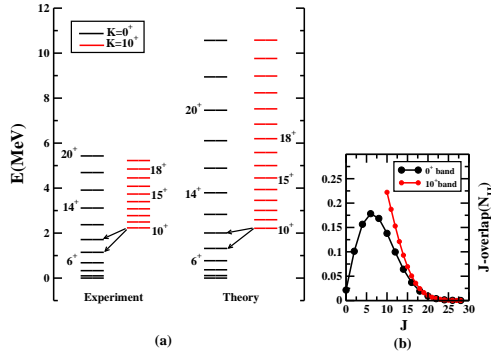 12
10
8
6
4
2
0
E(MeV)
K=0⁺
K=10⁺
20⁺
14⁺
6⁺
18⁺
15⁺
10⁺
Experiment
20⁺
14⁺
6⁺
18⁺
15⁺
10⁺
Theory
(a)
0⁺ band
10⁺band
0.25
0.2
0.15
0.1
0.05
0
0 5 10 15 20 25 30
J
J-overlap(N_IJ)
(b)